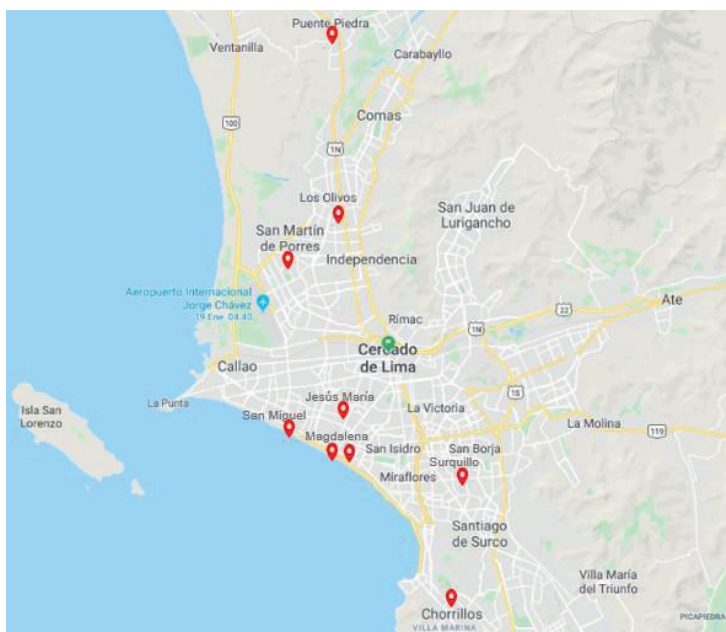 Puente Piedra
Ventanilla
Carabayllo
Comas
100
1N
Los Olivos
San Juan de
Lurigancho
San Martin
de Porres
Independencia
Aeropuerto Internacional
Jorge Chávez
19 Ene. 04:40
Ate
22
Rímac
1N
Cercado
de Lima
Callao
1S
Isla San
Lorenzo
La Punta
Jesús María
San Miguel
La Victoria
La Molina
119
Magdalena
San Isidro
San Borja
Surquillo
Miraflores
Santiago
de Surco
Villa María
del Triunfo
Chorrillos
VILLA MARINA
PICAPIEDRA